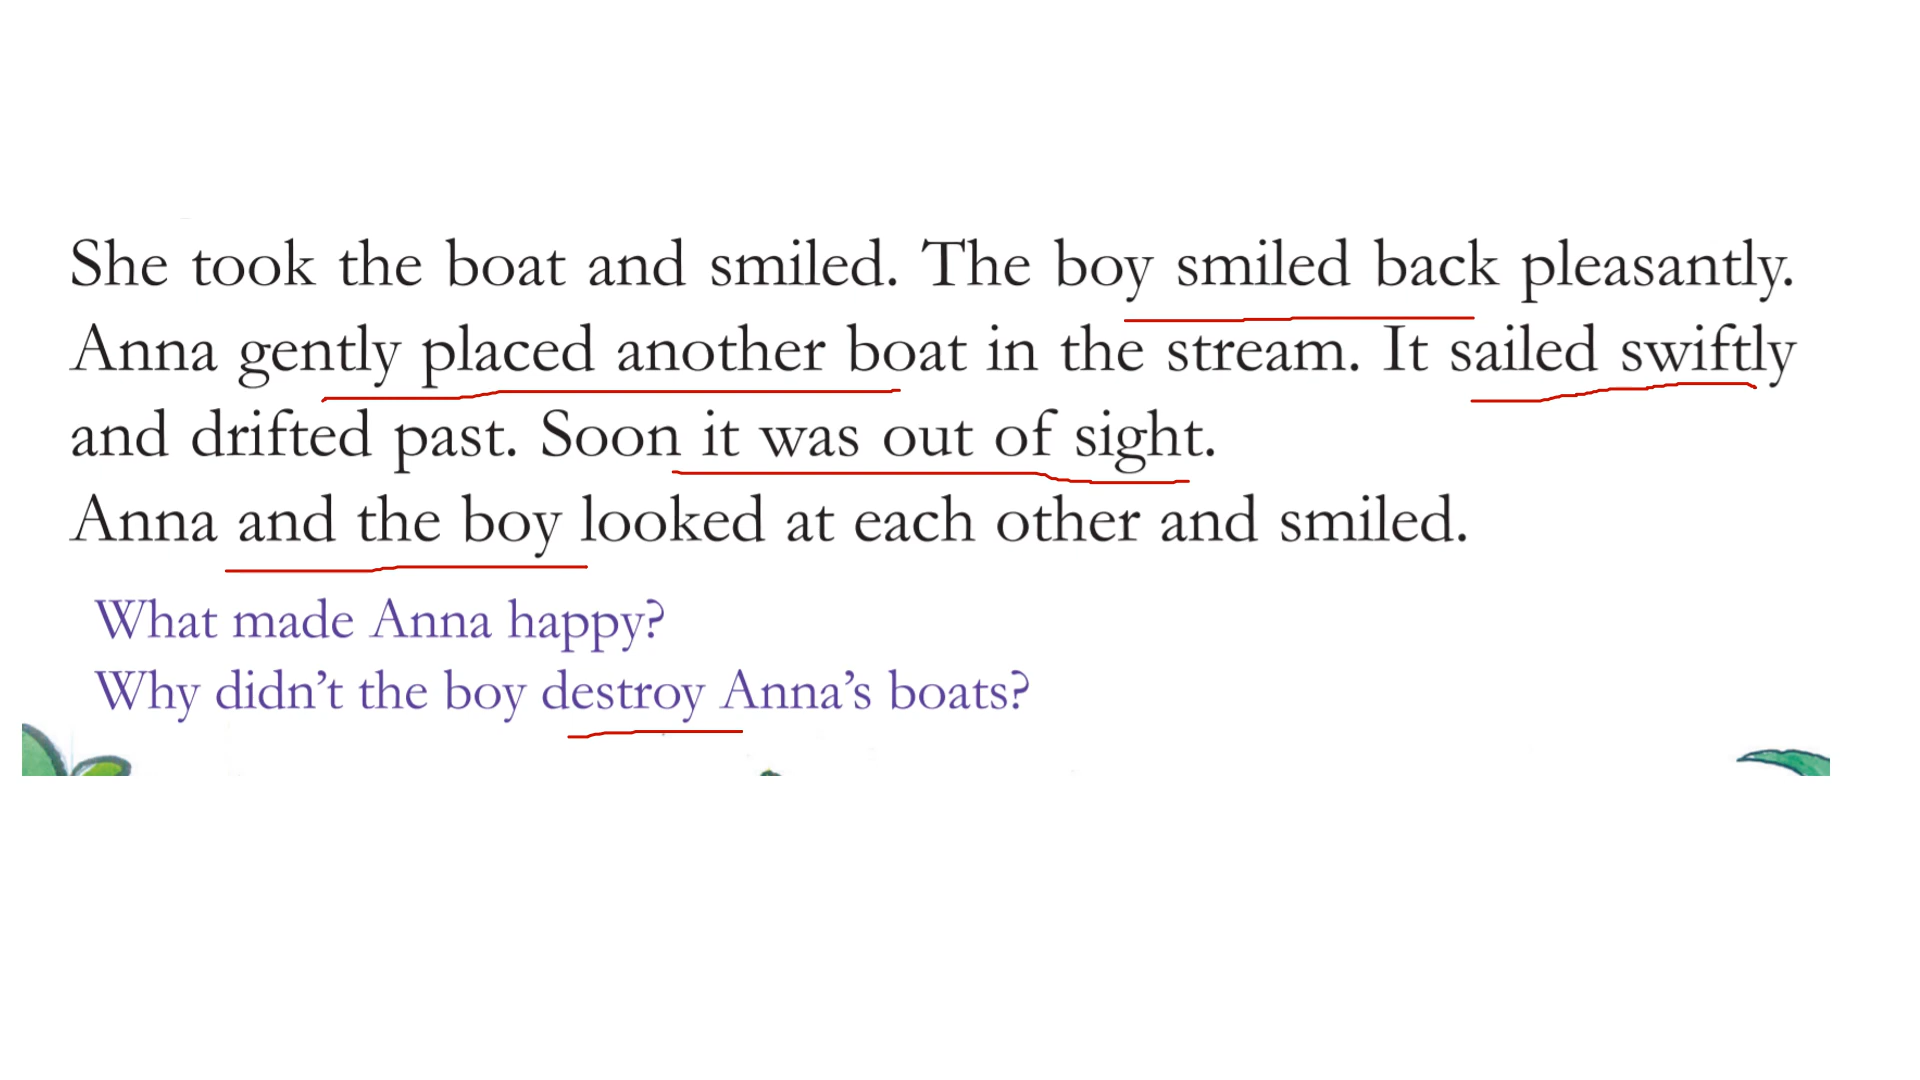 She took the boat and smiled. The boy smiled back pleasantly.
Anna gently placed another boat in the stream. It sailed swiftly
and drifted past. Soon it was out of sight.
Anna and the boy looked at each other and smiled.
What made Anna happy?
Why didn’t the boy destroy Anna’s boats?